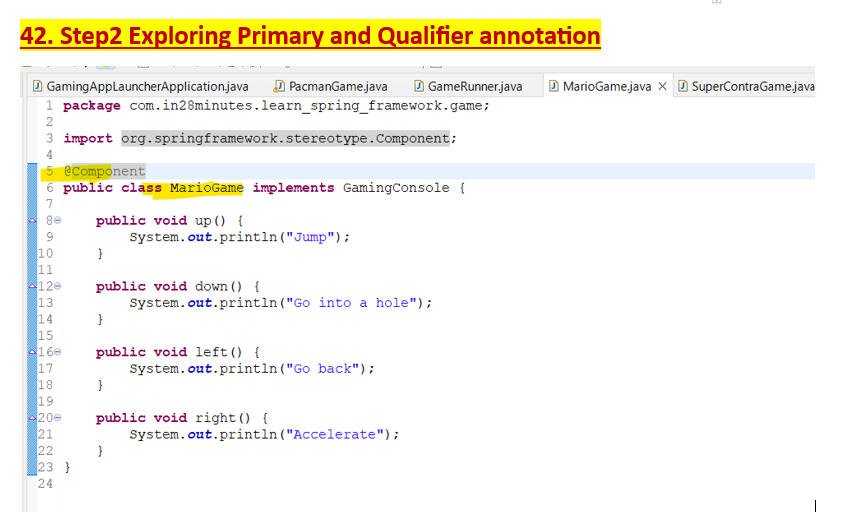 42. Step2 Exploring Primary and Qualifier annotation
GamingAppLauncherApplication.java PacmanGame.java GameRunner.java MarioGame.java × SuperContraGame.java
1 package com.in28minutes.learn_spring_framework.game;
2
3 import org.springframework.stereotype.Component;
4
5 @Component
6 public class MarioGame implements GamingConsole {
7
8 public void up() {
9 System.out.println("Jump");
10 }
11
12 public void down() {
13 System.out.println("Go into a hole");
14 }
15
16 public void left() {
17 System.out.println("Go back");
18 }
19
20 public void right() {
21 System.out.println("Accelerate");
22 }
23 }
24